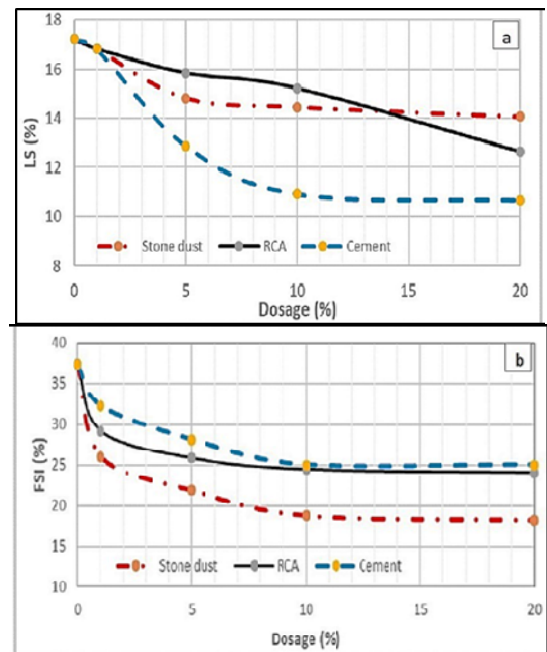 18
a
16
14
12
10
8
LS (%)
Stone dust RCA Cement
0 5 10 15 20
Dosage (%)
40
b
35
30
25
20
15
10
FSI (%)
Stone dust RCA Cement
0 5 10 15 20
Dosage (%)